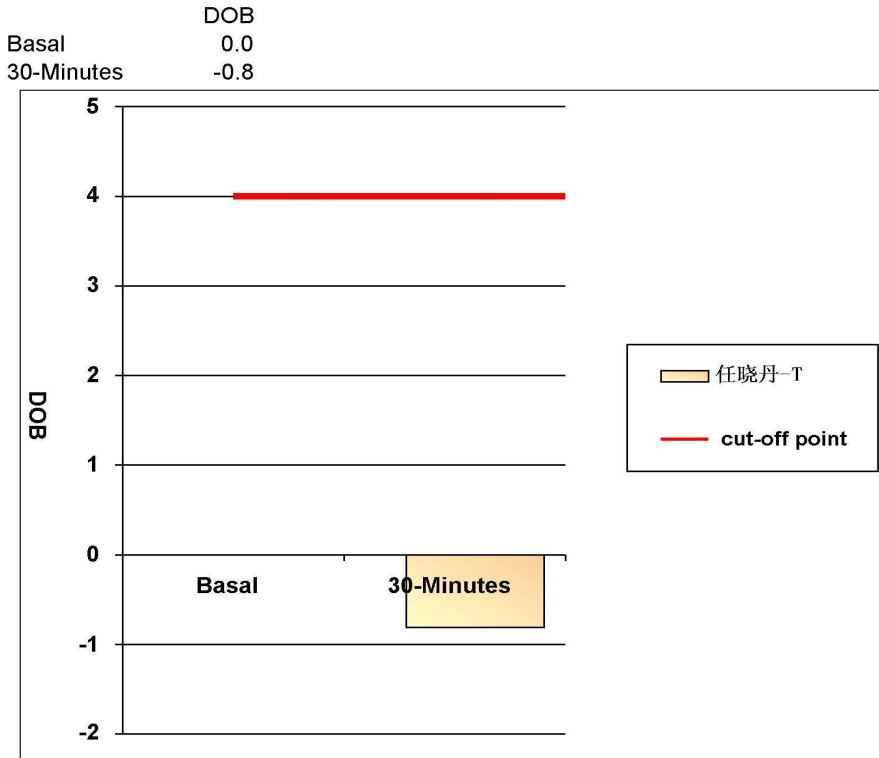 DOB
Basal 0.0
30-Minutes -0.8
5
4
3
2
1
0
-1
-2
DOB
Basal 30-Minutes
任晓丹-T
cut-off point